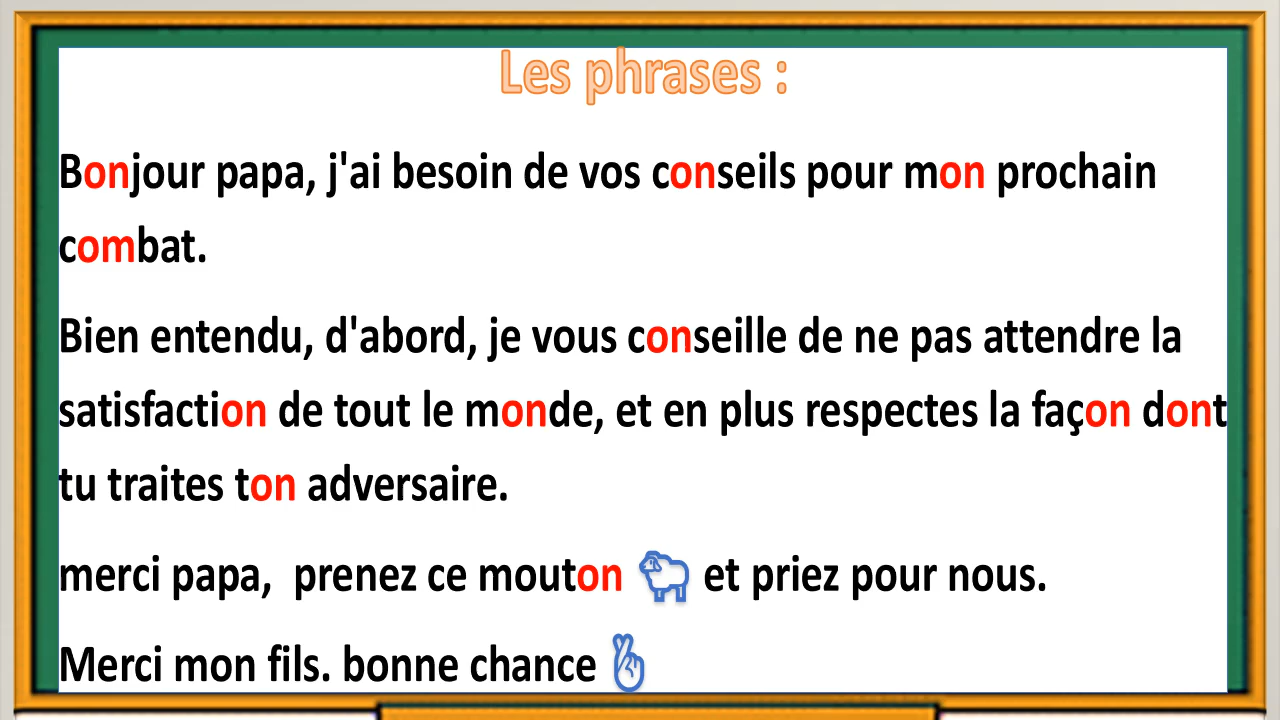 Les phrases :
Bonjour papa, j'ai besoin de vos conseils pour mon prochain
combat.
Bien entendu, d'abord, je vous conseille de ne pas attendre la
satisfaction de tout le monde, et en plus respectes la façon dont
tu traites ton adversaire.
merci papa,  prenez ce mouton 🐑 et priez pour nous.
Merci mon fils. bonne chance 🤞